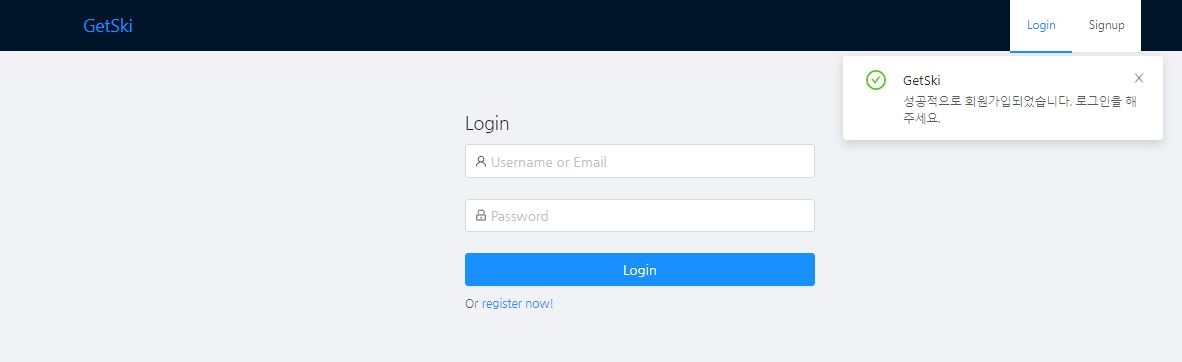 GetSki
Login
Signup
GetSki
성공적으로 회원가입되었습니다. 로그인을 해
주세요.
Login
Username or Email
Password
Login
Or register now!